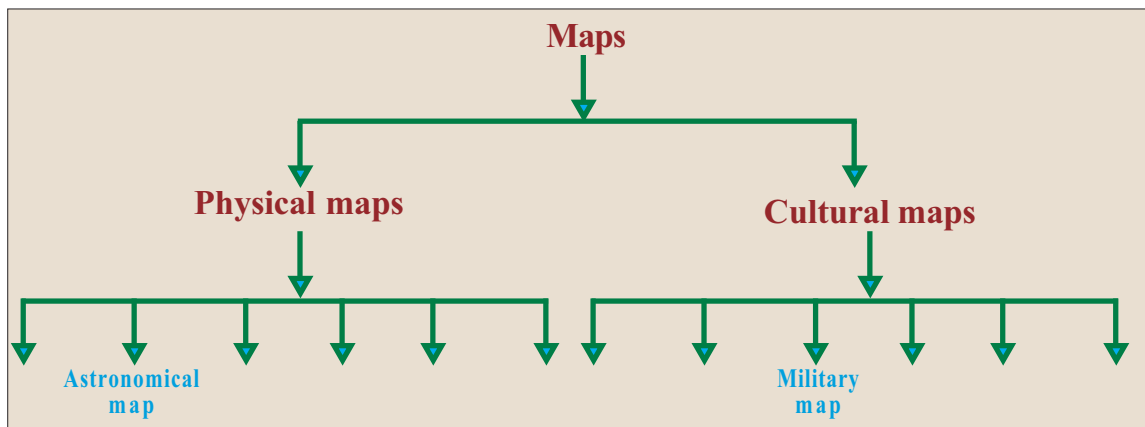 Maps
Physical maps
Cultural maps
Astronomical
map
Military
map